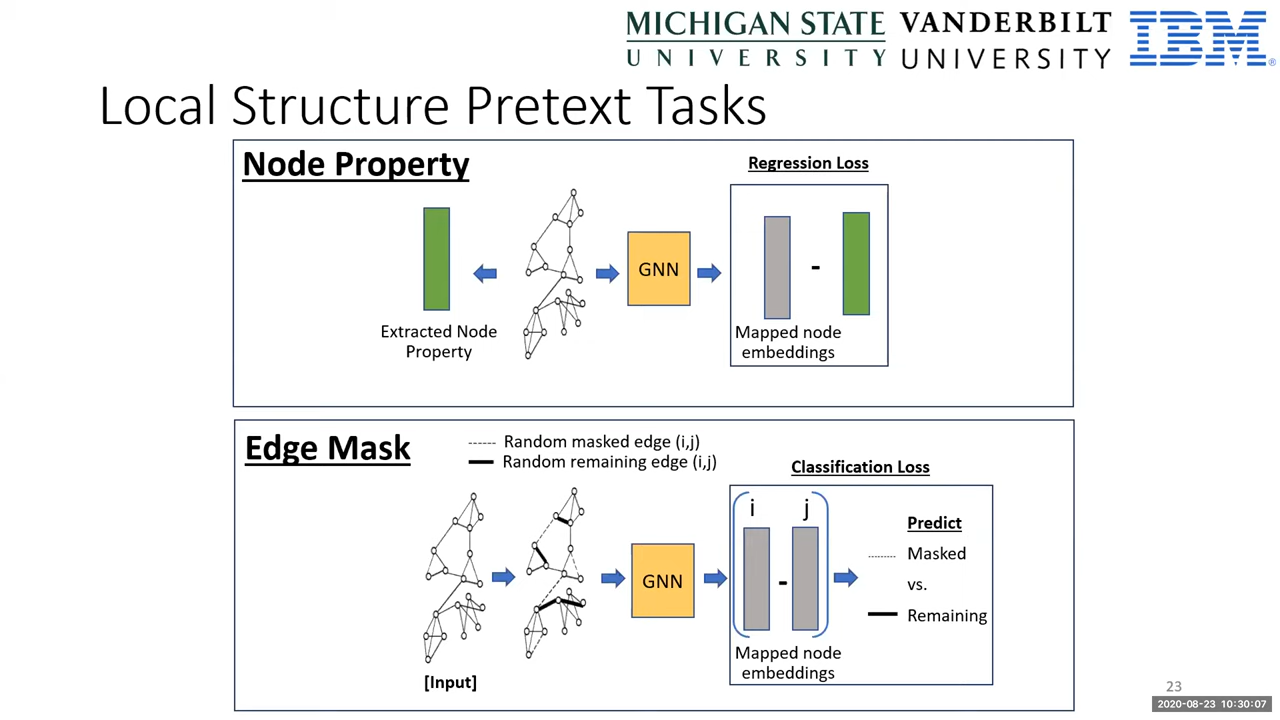 MICHIGAN STATE
UNIVERSITY
VANDERBILT
UNIVERSITY
IBM
®
Local Structure Pretext Tasks
Node Property
Regression Loss
GNN
-
Extracted Node
Property
Mapped node
embeddings
Edge Mask
Random masked edge (i,j)
Random remaining edge (i,j)
Classification Loss
i j
Predict
Masked
vs.
Remaining
GNN
-
Mapped node
embeddings
[Input]
23
2020-08-23 10:30:07